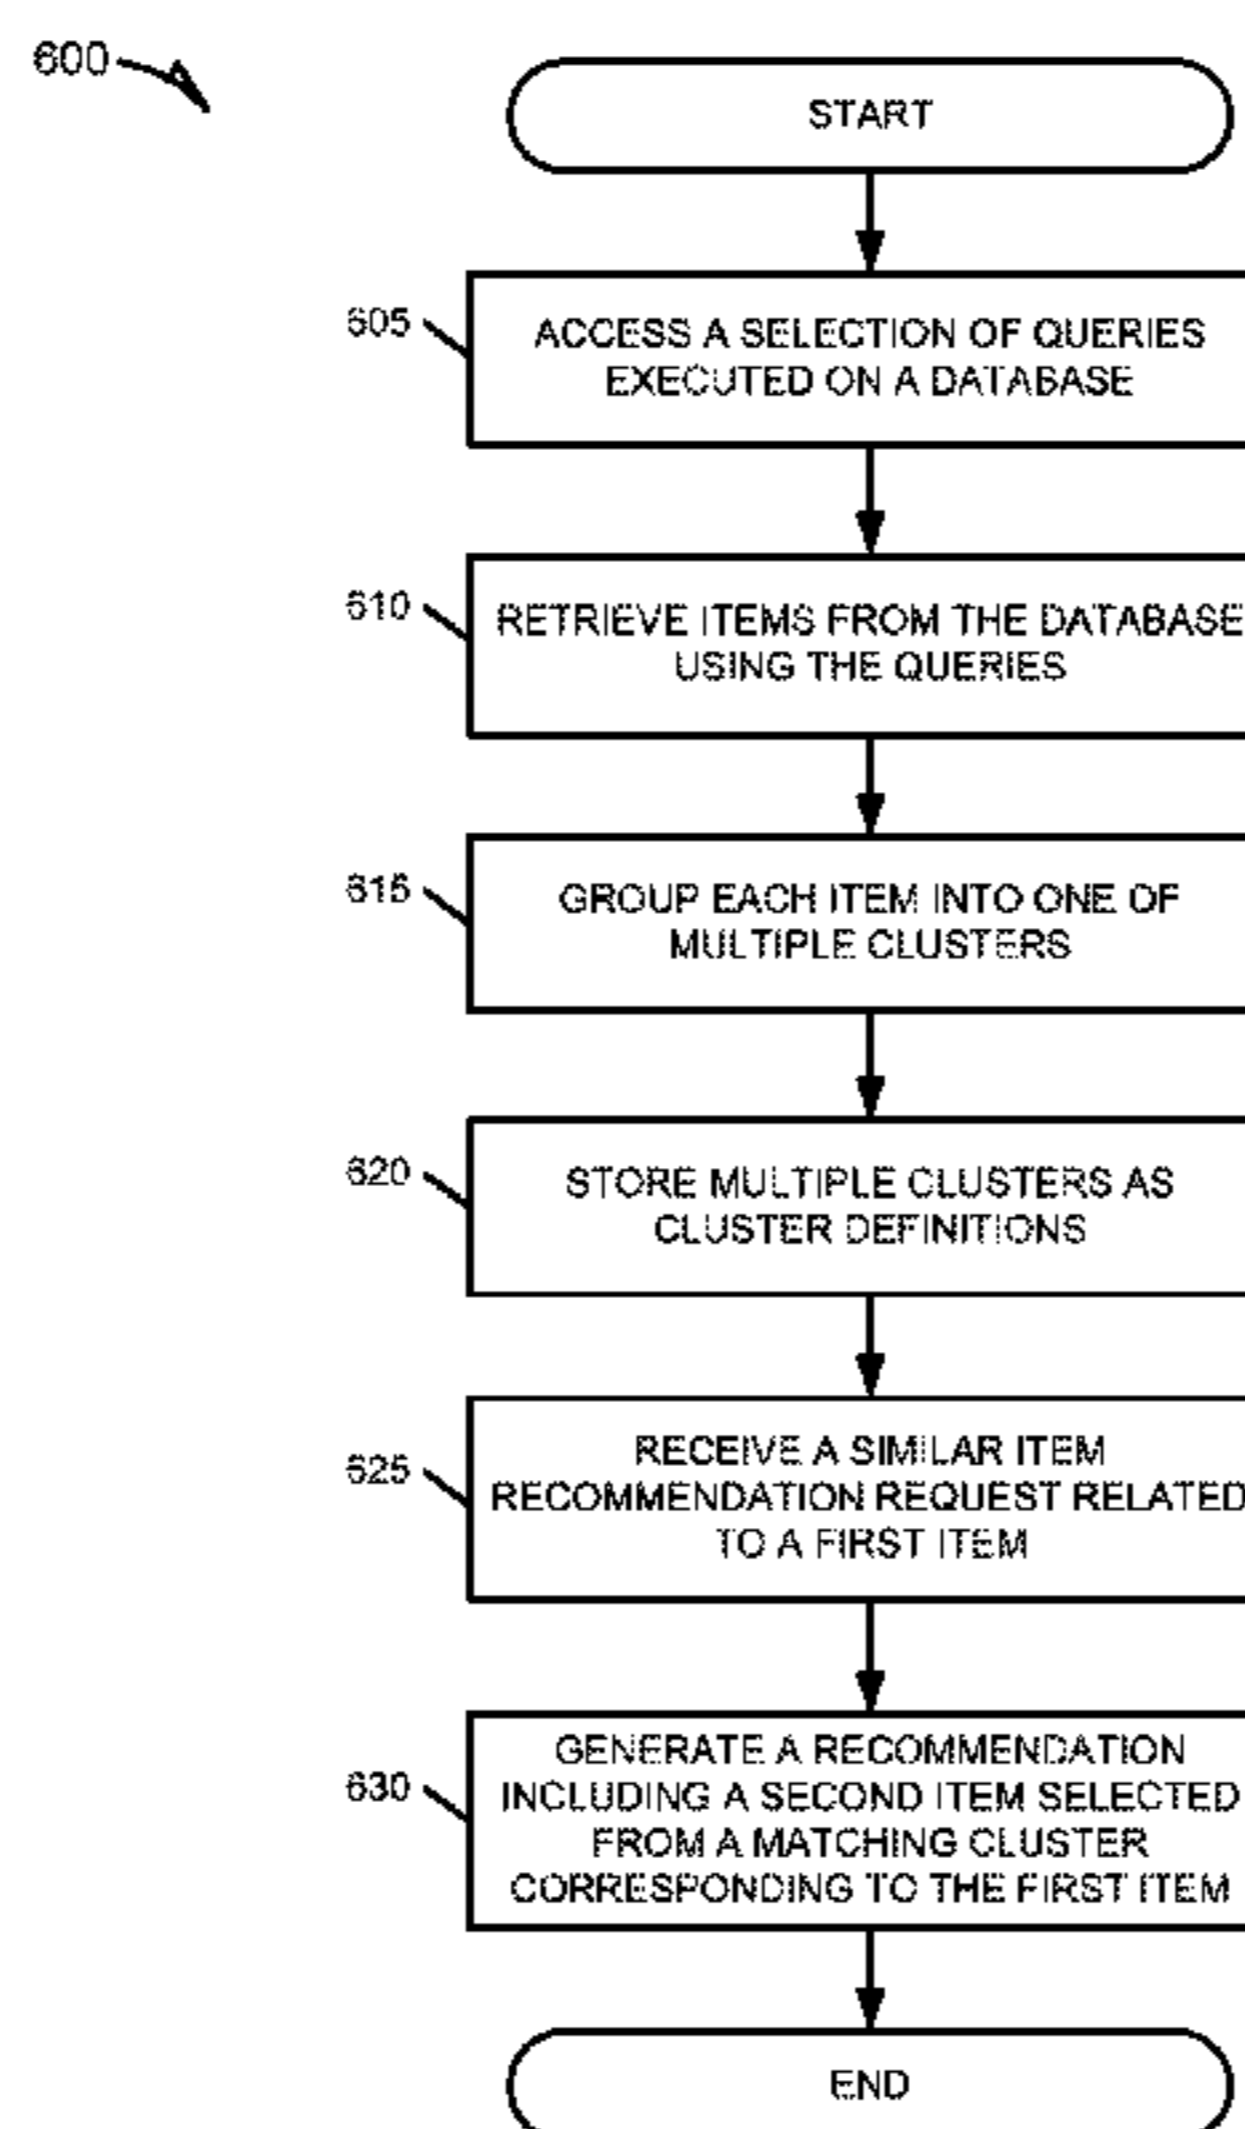 600
START
605
ACCESS A SELECTION OF QUERIES
EXECUTED ON A DATABASE
610
RETRIEVE ITEMS FROM THE DATABASE
USING THE QUERIES
615
GROUP EACH ITEM INTO ONE OF
MULTIPLE CLUSTERS
620
STORE MULTIPLE CLUSTERS AS
CLUSTER DEFINITIONS
625
RECEIVE A SIMILAR ITEM
RECOMMENDATION REQUEST RELATED
TO A FIRST ITEM
630
GENERATE A RECOMMENDATION
INCLUDING A SECOND ITEM SELECTED
FROM A MATCHING CLUSTER
CORRESPONDING TO THE FIRST ITEM
END